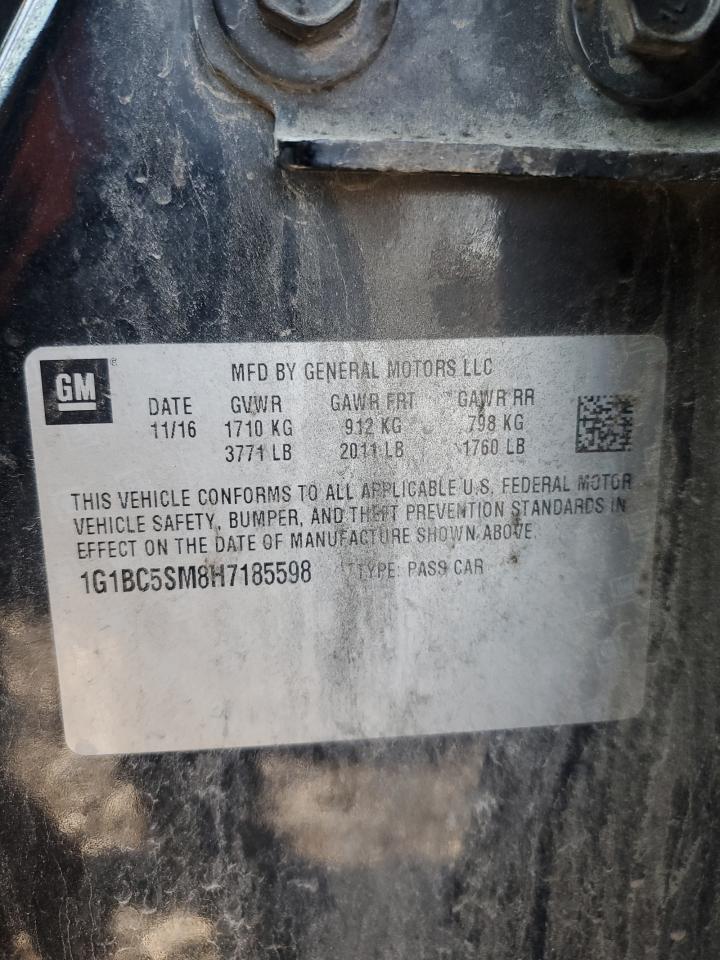 GM ®
MFD BY GENERAL MOTORS LLC
DATE GVWR GAWR FRT GAWR RR
11/16 1710 KG 912 KG 798 KG
3771 LB 2011 LB 1760 LB
THIS VEHICLE CONFORMS TO ALL APPLICABLE U.S. FEDERAL MOTOR
VEHICLE SAFETY, BUMPER, AND THEFT PREVENTION STANDARDS IN
EFFECT ON THE DATE OF MANUFACTURE SHOWN ABOVE.
1G1BC5SM8H7185598 TYPE: PASS CAR